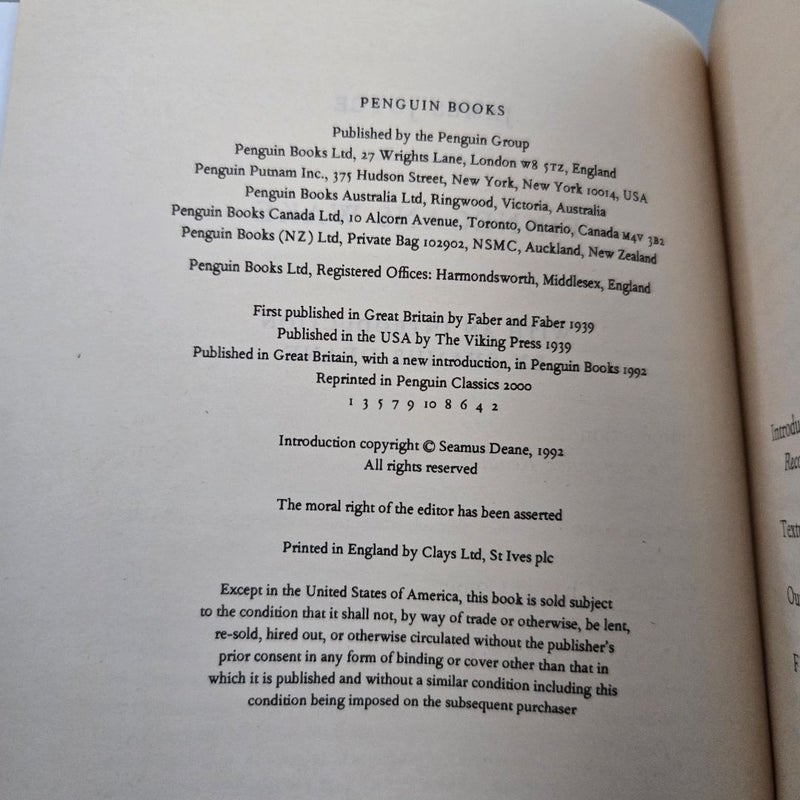 PENGUIN BOOKS
Published by the Penguin Group
Penguin Books Ltd, 27 Wrights Lane, London W8 5TZ, England
Penguin Putnam Inc., 375 Hudson Street, New York, New York 10014, USA
Penguin Books Australia Ltd, Ringwood, Victoria, Australia
Penguin Books Canada Ltd, 10 Alcorn Avenue, Toronto, Ontario, Canada M4V 3B2
Penguin Books (NZ) Ltd, Private Bag 102902, NSMC, Auckland, New Zealand
Penguin Books Ltd, Registered Offices: Harmondsworth, Middlesex, England
First published in Great Britain by Faber and Faber 1939
Published in the USA by The Viking Press 1939
Published in Great Britain, with a new introduction, in Penguin Books 1992
Reprinted in Penguin Classics 2000
1 3 5 7 9 10 8 6 4 2
Introduction copyright © Seamus Deane, 1992
All rights reserved
The moral right of the editor has been asserted
Printed in England by Clays Ltd, St Ives plc
Except in the United States of America, this book is sold subject
to the condition that it shall not, by way of trade or otherwise, be lent,
re-sold, hired out, or otherwise circulated without the publisher's
prior consent in any form of binding or cover other than that in
which it is published and without a similar condition including this
condition being imposed on the subsequent purchaser